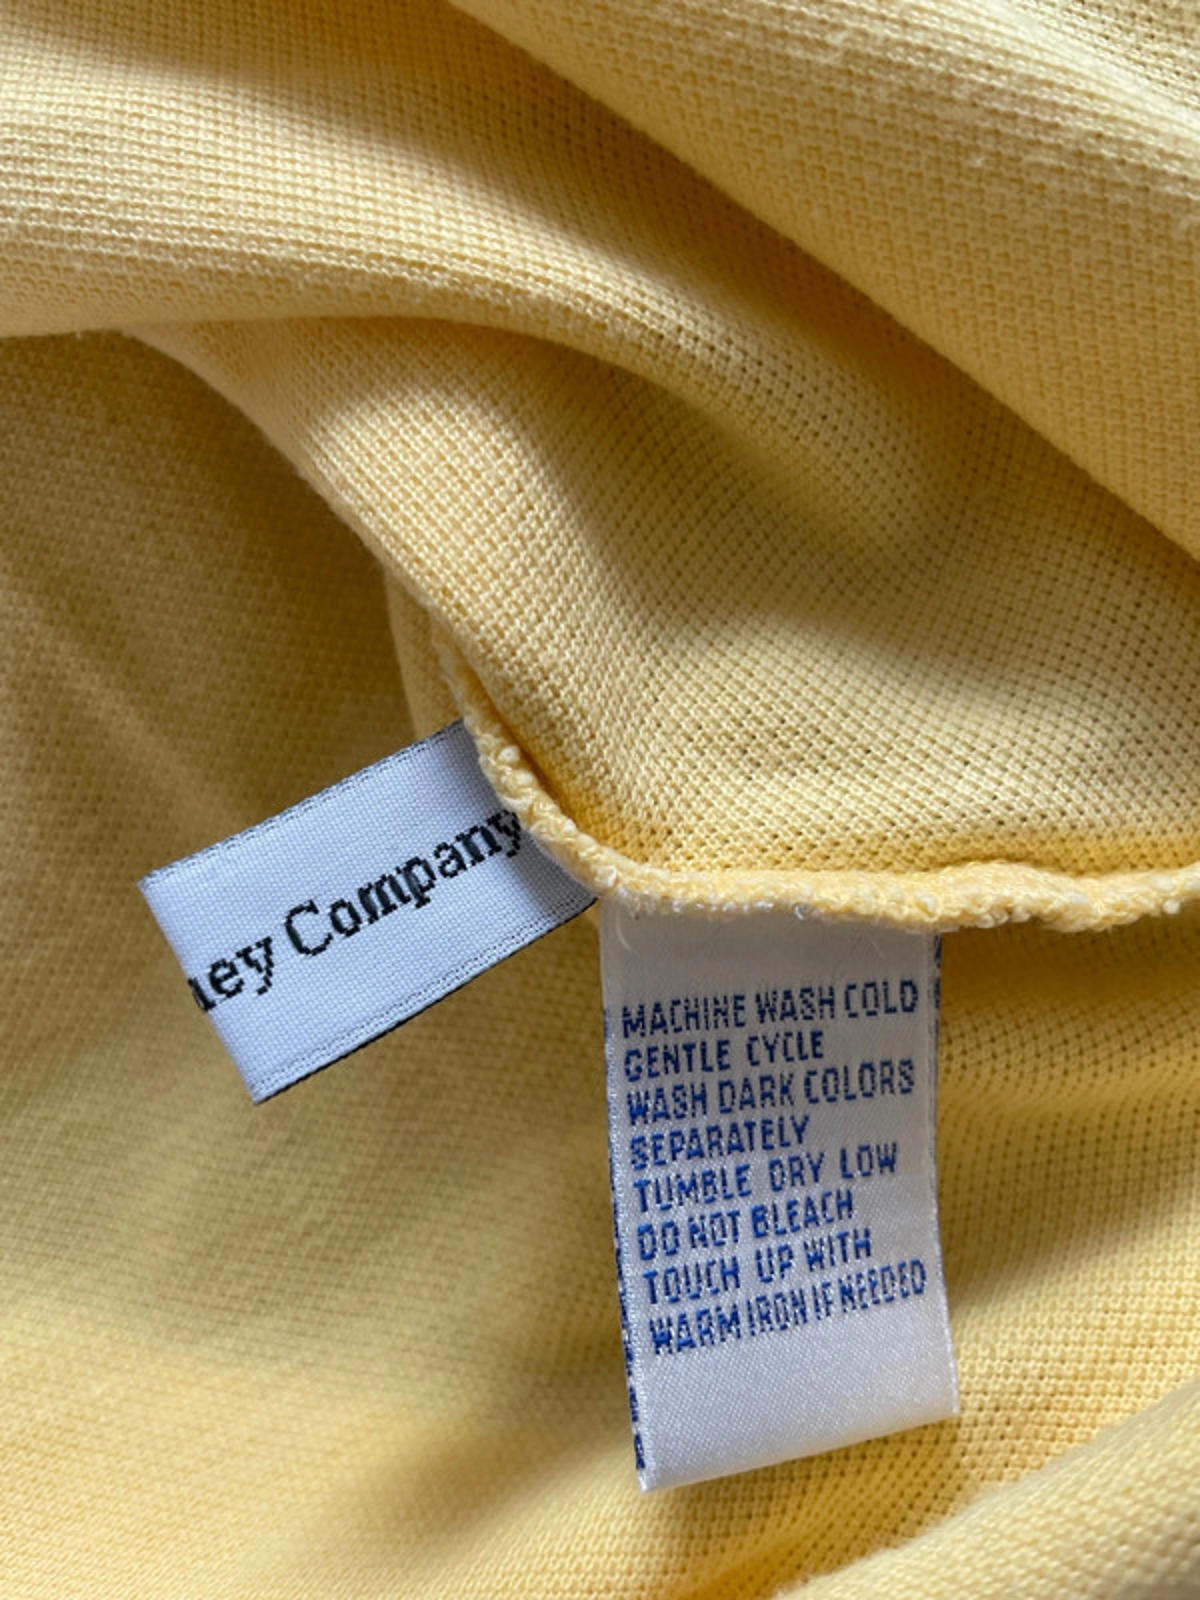 ney Company
MACHINE WASH COLD
GENTLE CYCLE
WASH DARK COLORS
SEPARATELY
TUMBLE DRY LOW
DO NOT BLEACH
TOUCH UP WITH
WARM IRON IF NEEDED